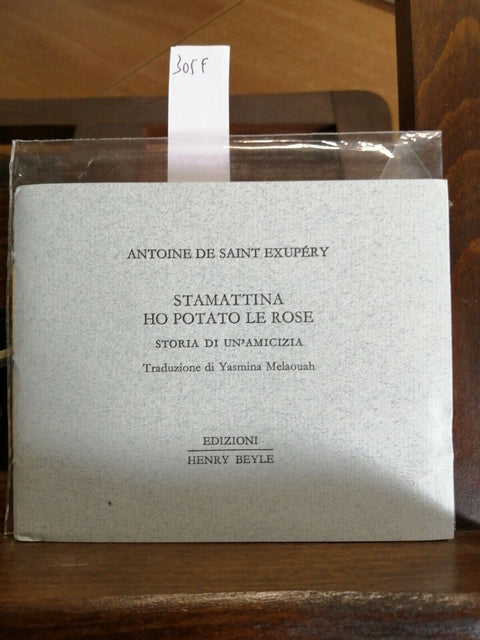 305F
ANTOINE DE SAINT EXUPÉRY
STAMATTINA
HO POTATO LE ROSE
STORIA DI UN'AMICIZIA
Traduzione di Yasmina Melaouah
EDIZIONI
HENRY BEYLE